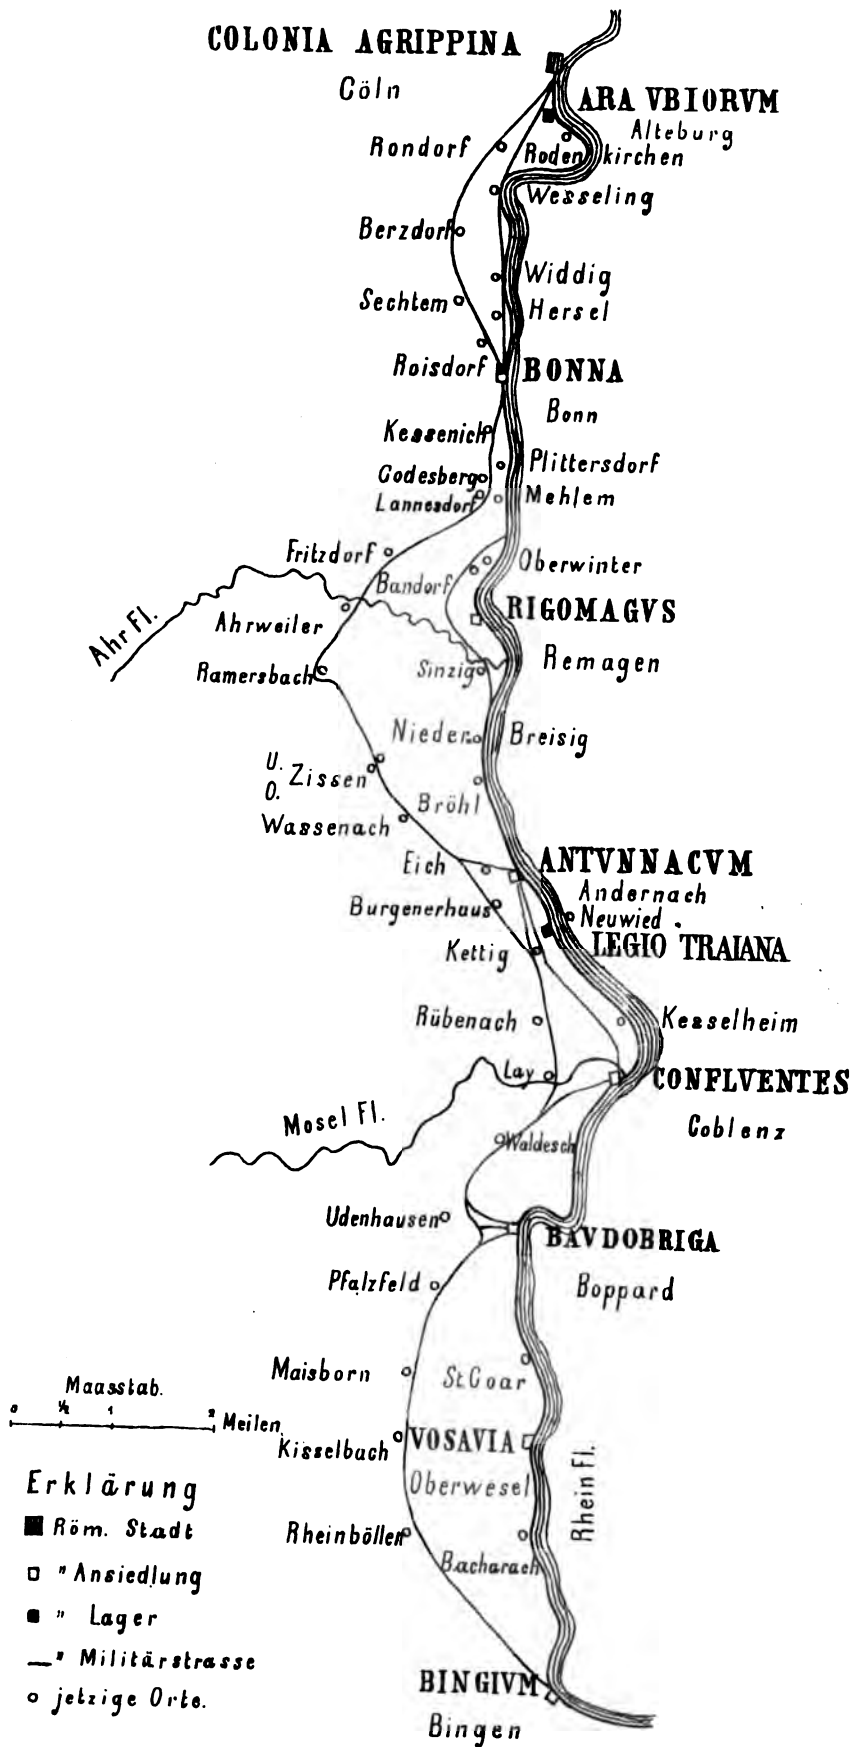 COLONIA AGRIPPINA
Cöln
ARA VBIORVM
Alteburg
Rondorf
Rodenkirchen
Wesseling
Berzdorf
Widdig
Sechtem
Hersel
Roisdorf
BONNA
Bonn
Kessenich
Plittersdorf
Godesberg
Lannesdorf
Mehlem
Fritzdorf
Oberwinter
Bandorf
Ahr Fl.
RIGOMAGVS
Ahrweiler
Remagen
Ramersbach
Sinzig
Nieder-Breisig
U.
O. Zissen
Bröhl
Wassenach
Eich
ANTVNNACVM
Andernach
Burgenerhaus
Neuwied.
Kettig
LEGIO TRAIANA
Rübenach
Kesselheim
Lay
CONFLVENTES
Mosel Fl.
Coblenz
Waldesch
Udenhausen
BAVDOBRIGA
Pfalzfeld
Boppard
Maisborn
St. Goar
Maasstab.
0 ½ 1 2 Meilen
Kisselbach
VOSAVIA
Oberwesel
Rhein Fl.
Erklärung
Röm. Stadt
Rheinböllen
" Ansiedlung
Bacharach
" Lager
" Militärstrasse
jetzige Orte.
BINGIVM
Bingen